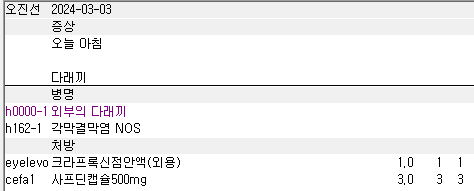 오진선 2024-03-03
증상
오늘 아침
다래끼
병명
h0000-1 외부의 다래끼
h162-1 각막결막염 NOS
처방
eyelevo 크라프록신점안액(외용) 1.0 1 1
cefa1 사프딘캡슐500mg 3.0 3 3